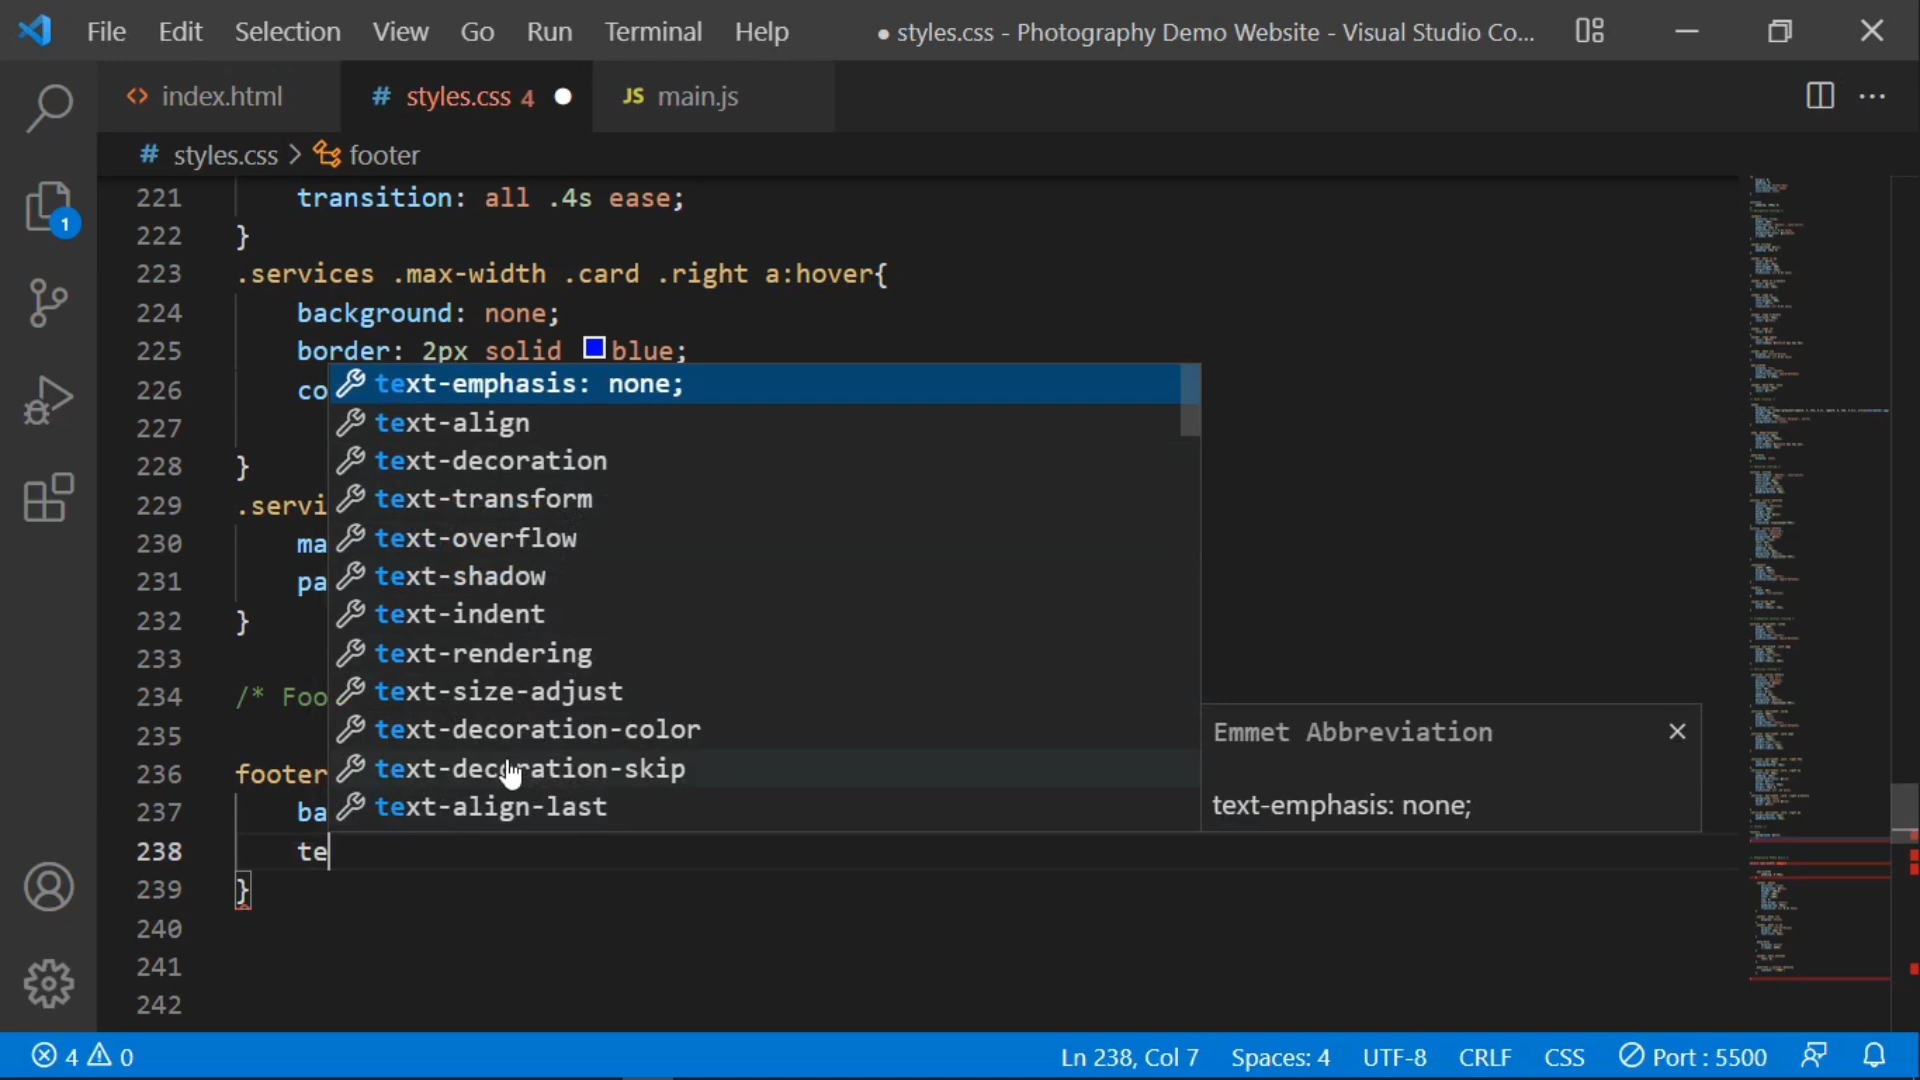 File Edit Selection View Go Run Terminal Help ● styles.css - Photography Demo Website - Visual Studio Co...
<> index.html # styles.css 4 JS main.js ...
# styles.css > footer
221 transition: all .4s ease;
222 }
223 .services .max-width .card .right a:hover{
224 background: none;
225 border: 2px solid blue;
226 co text-emphasis: none;
227 text-align
228 } text-decoration
229 .servi text-transform
230 ma text-overflow
231 pa text-shadow
232 } text-indent
233 text-rendering
234 /* Foo text-size-adjust
235 text-decoration-color
236 footer text-decoration-skip
237 ba text-align-last
238 te
239 }
240
241
242
Emmet Abbreviation ×
text-emphasis: none;
1
4 0 Ln 238, Col 7 Spaces: 4 UTF-8 CRLF CSS Port : 5500